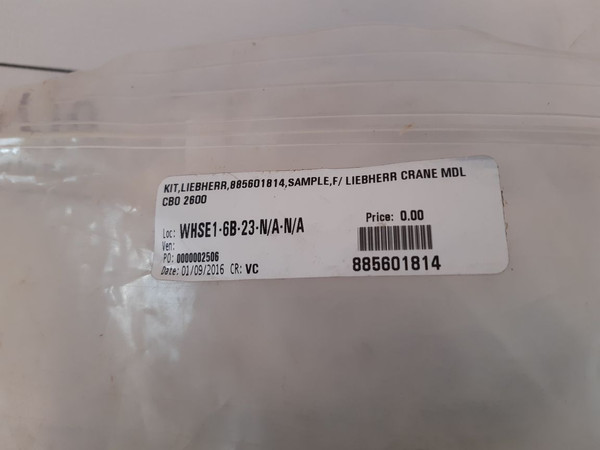 KIT,LIEBHERR,885601814,SAMPLE,F/ LIEBHERR CRANE MDL
CBO 2600
Loc: WHSE1-6B-23-N/A-N/A
Price: 0.00
Ven:
PO: 0000002506
Date: 01/09/2016 CR: VC
885601814